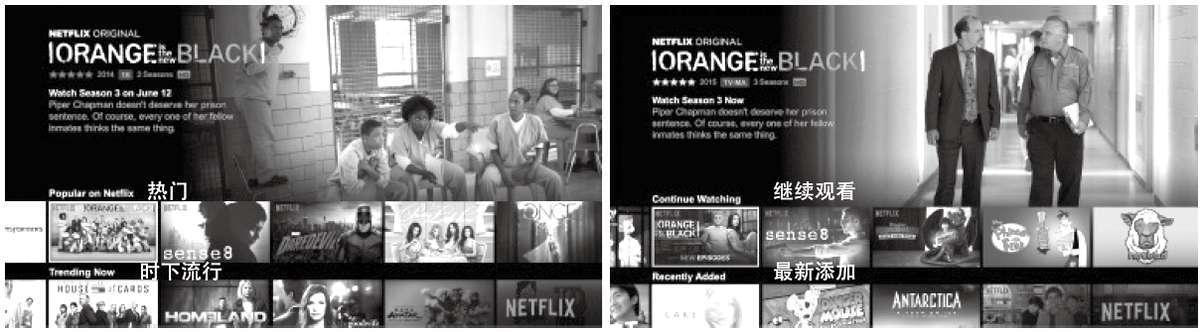 NETFLIX ORIGINAL
ORANGE is the new BLACK
2014
3 Seasons HD
Watch Season 3 on June 12
Piper Chapman doesn't deserve her prison
sentence. Of course, every one of her fellow
inmates thinks the same thing.
Popular on Netflix 热门
ORANGE BLACK
NETFLIX
sense8
NETFLIX
DAREDEVIL
ONCE
Trending Now 时下流行
HOUSE of CARDS
HOMELAND
NETFLIX
NETFLIX ORIGINAL
ORANGE is the new BLACK
2015 TV-MA 3 Seasons HD
Watch Season 3 Now
Piper Chapman doesn't deserve her prison
sentence. Of course, every one of her fellow
inmates thinks the same thing.
Continue Watching 继续观看
NETFLIX
ORANGE is the new BLACK
NEW EPISODES
NETFLIX
sense8
NETFLIX
Recently Added 最新添加
LAKE
DANGER MOUSE
ANTARCTICA
NETFLIX